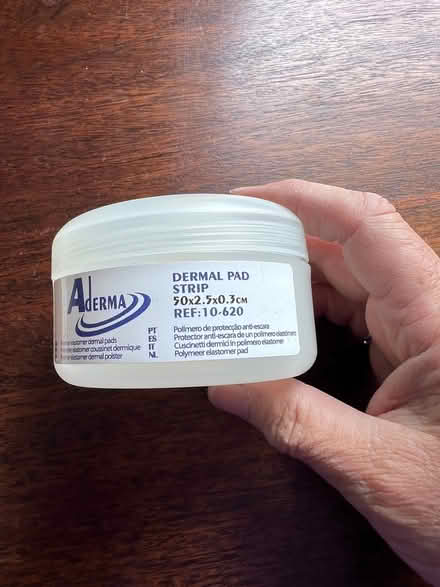 Aderma
DERMAL PAD
STRIP
50x2.5x0.3CM
REF:10-620
elastomer dermal pads
elastomer coussinet dermique
elastomer dermal polster
PT Polímero de protecção anti-escara
ES Protector anti-escara de un polímero elastómero
IT Cuscinetti dermici in polimero elastomer
NL Polymeer elastomer pad